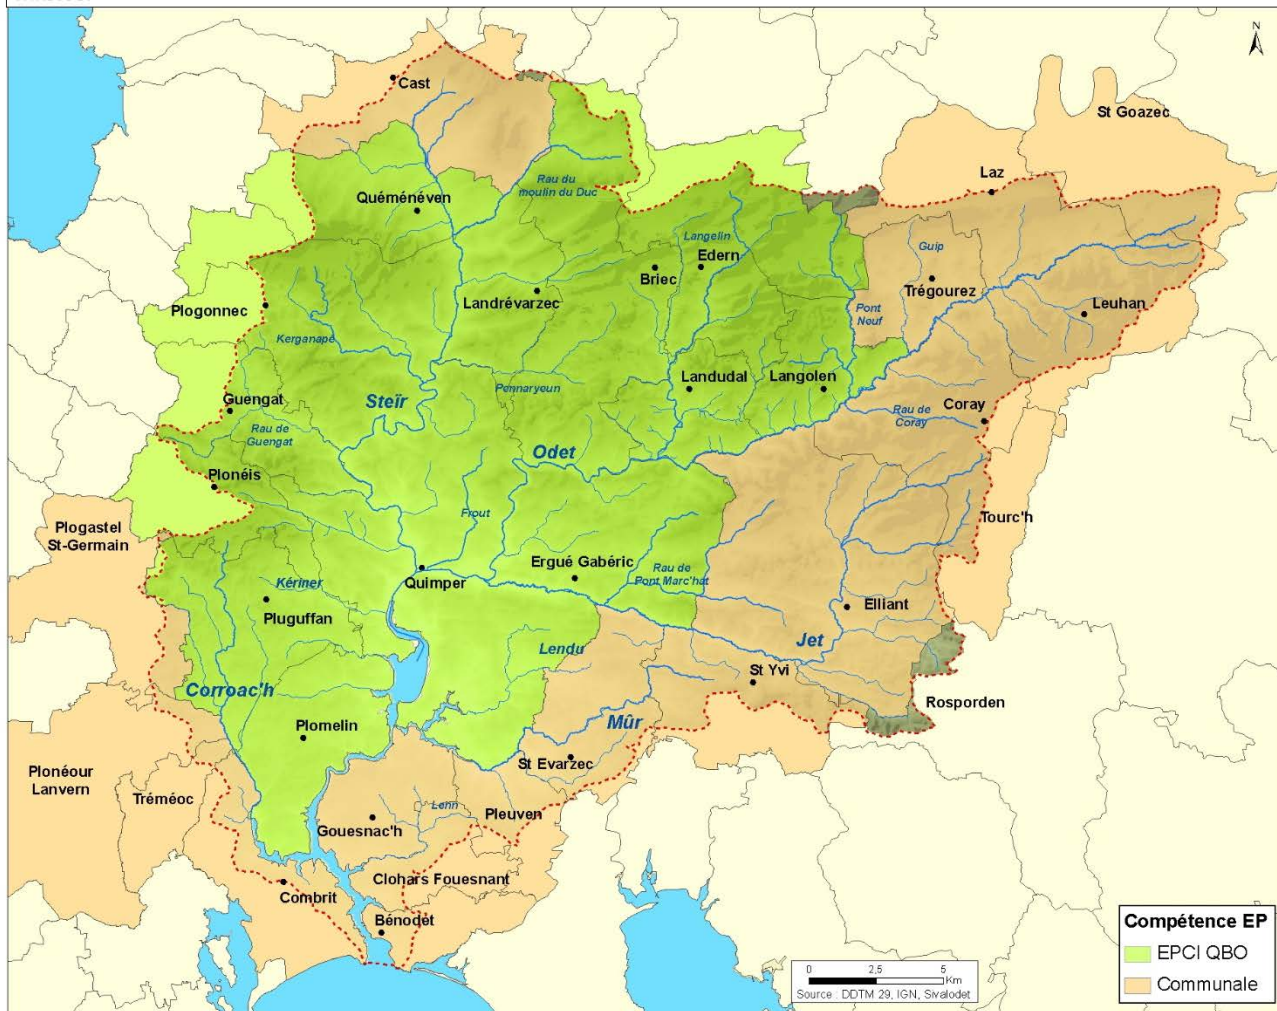 N
Cast
St Goazec
Laz
Rau du
moulin du Duc
Quéménéven
Langelin
Edern
Guip
Briec
Trégourez
Landrévarzec
Plogonnec
Pont
Neuf
Leuhan
Kerganapé
Pennaryeun
Landudal
Langolen
Steïr
Guengat
Coray
Rau de
Coray
Rau de
Guengat
Odet
Plonéis
Frout
Tourc'h
Plogastel
St-Germain
Ergué Gabéric
Rau de
Pont Marc'hat
Quimper
Kériner
Pluguffan
Elliant
Jet
Lendu
St Yvi
Corroac'h
Rosporden
Mûr
Plomelin
St Evarzec
Plonéour
Lanvern
Tréméoc
Lenn
Pleuven
Gouesnac'h
Clohars Fouesnant
Combrit
Bénodet
Compétence EP
EPCI QBO
Communale
0 2,5 5
Km
Source : DDTM 29, IGN, Sivalodet